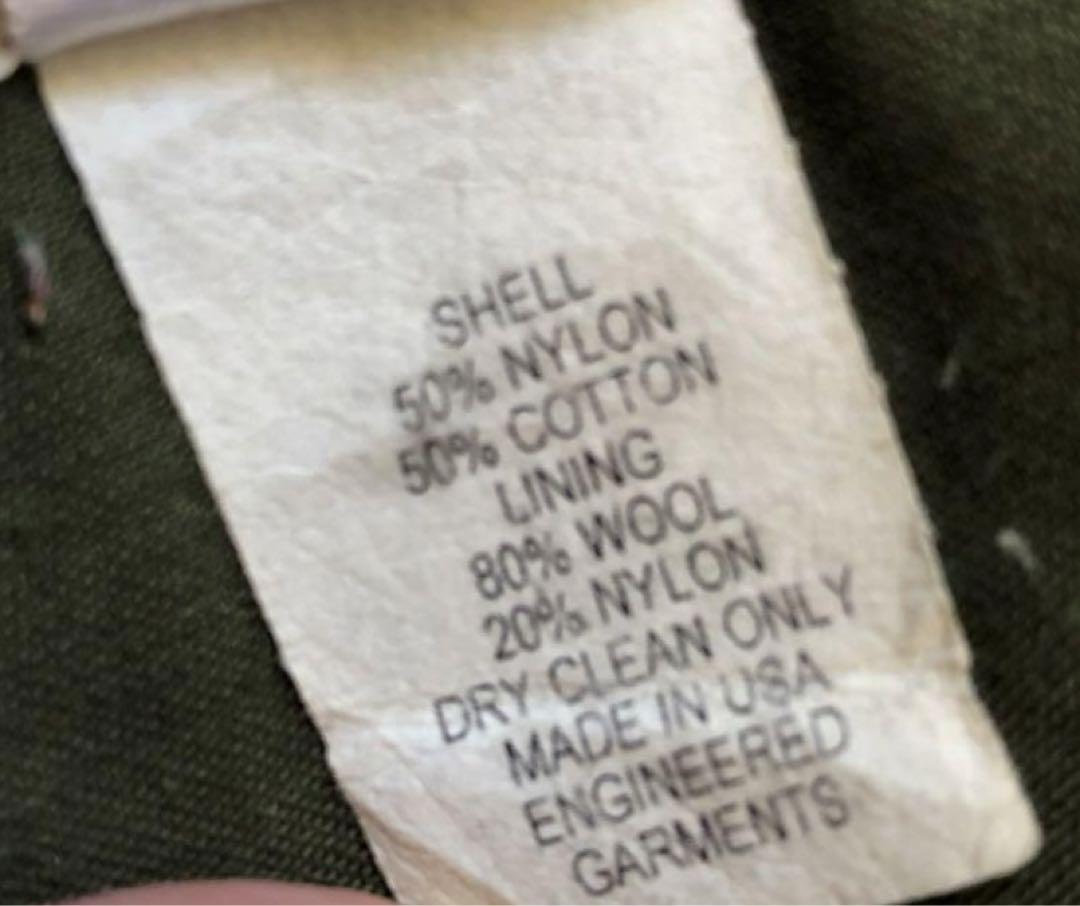 SHELL
50% NYLON
50% COTTON
LINING
80% WOOL
20% NYLON
DRY CLEAN ONLY
MADE IN USA
ENGINEERED
GARMENTS